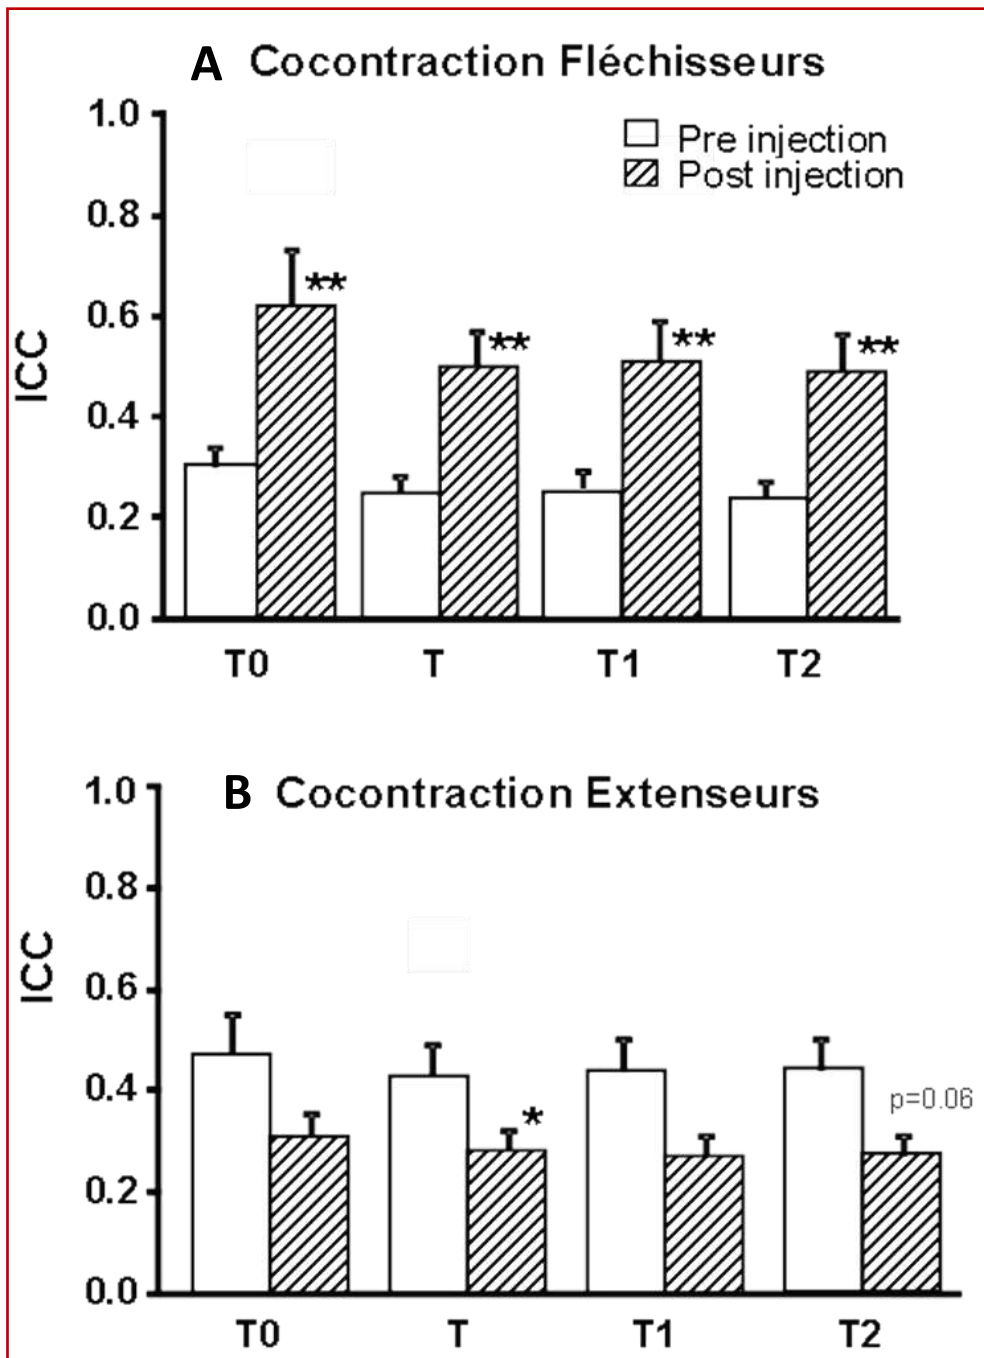 A Cocontraction Fléchisseurs
1.0
Pre injection
Post injection
0.8
**
0.6
**
**
**
ICC
0.4
0.2
0.0
T0 T T1 T2
B Cocontraction Extenseurs
1.0
0.8
ICC
0.6
0.4
*
p=0.06
0.2
0.0
T0 T T1 T2